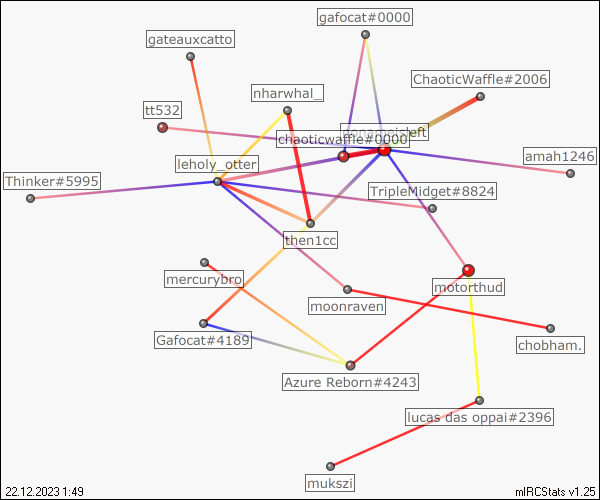 gafocat#0000
gateauxcatto
ChaoticWaffle#2006
nharwhal_
tt532
chaoticwaffle#0000
amah1246
leholy_otter
Thinker#5995
TripleMidget#8824
then1cc
mercurybro
motorthud
moonraven
Gafocat#4189
chobham.
Azure Reborn#4243
lucas das oppai#2396
mukszi
22.12.2023 1:49
mIRCStats v1.25